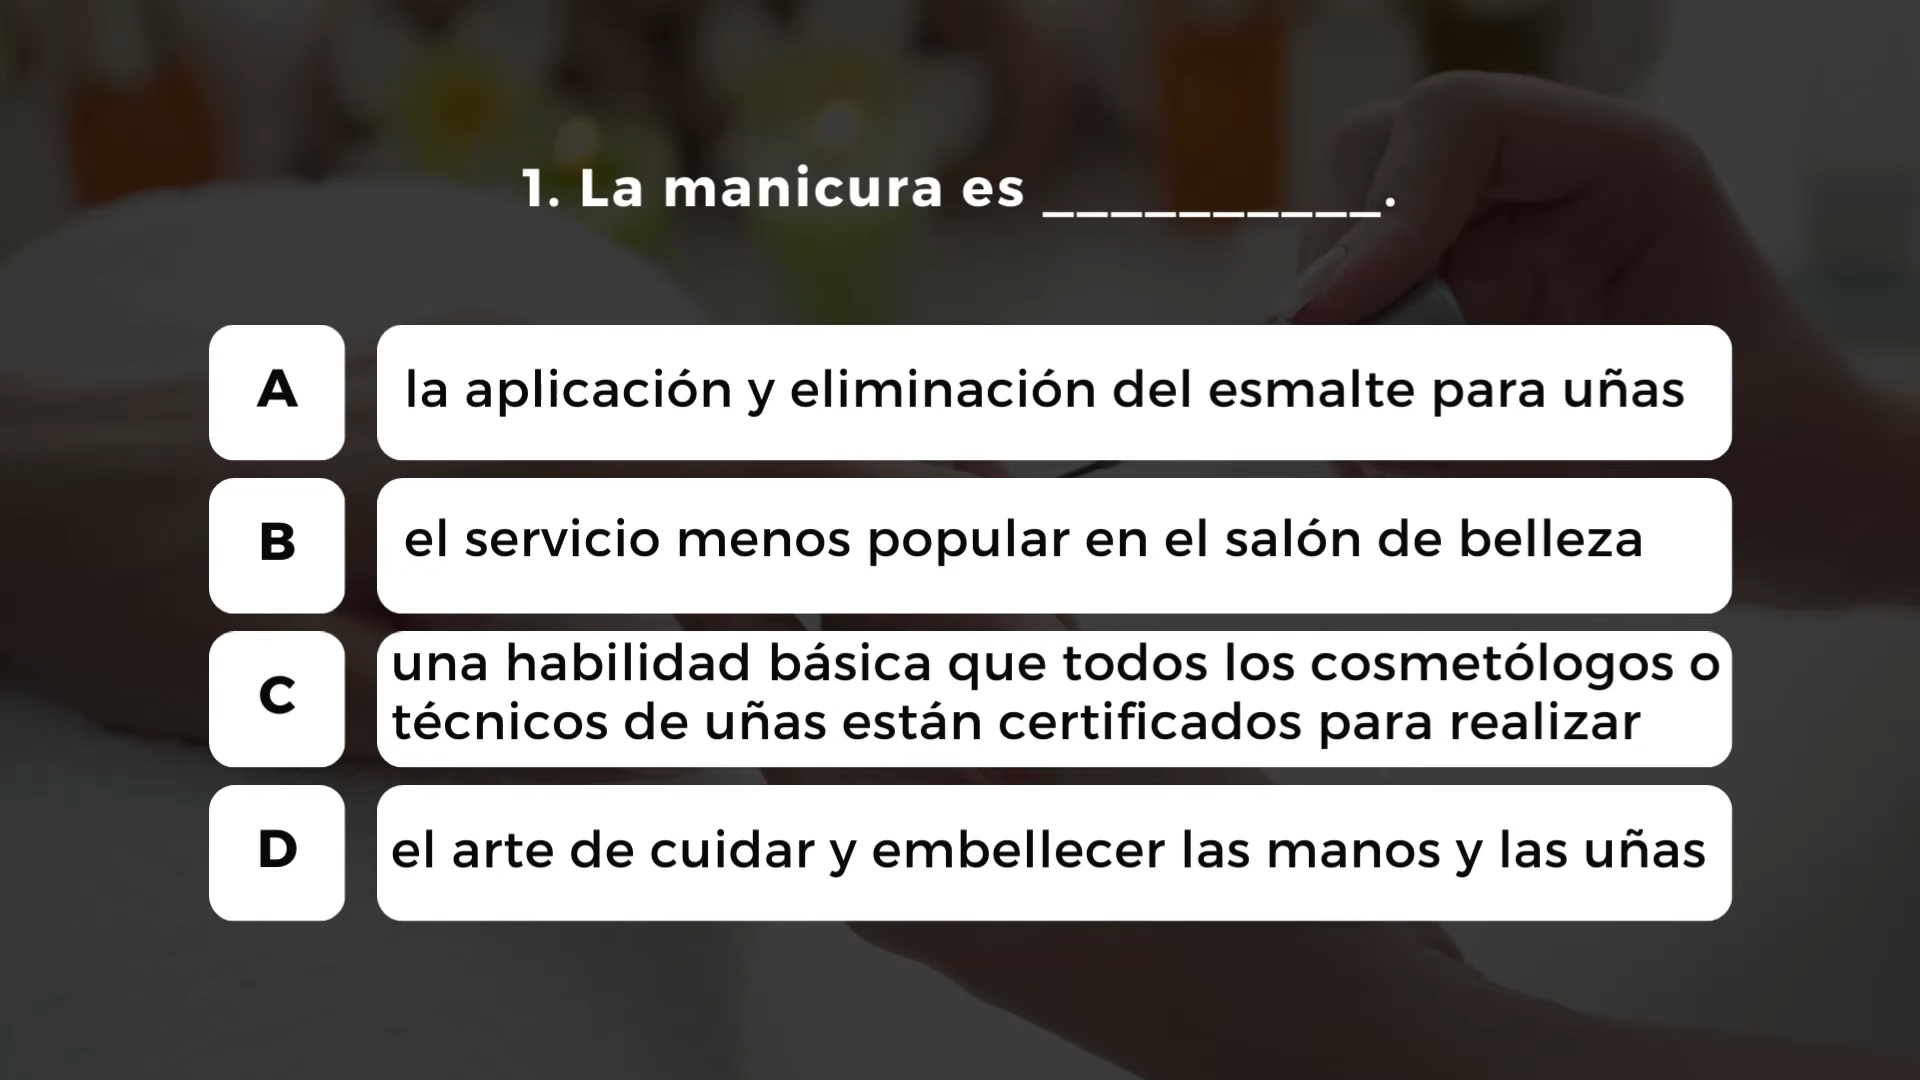 1. La manicura es __________.
A
la aplicación y eliminación del esmalte para uñas
B
el servicio menos popular en el salón de belleza
C
una habilidad básica que todos los cosmetólogos o
técnicos de uñas están certificados para realizar
D
el arte de cuidar y embellecer las manos y las uñas